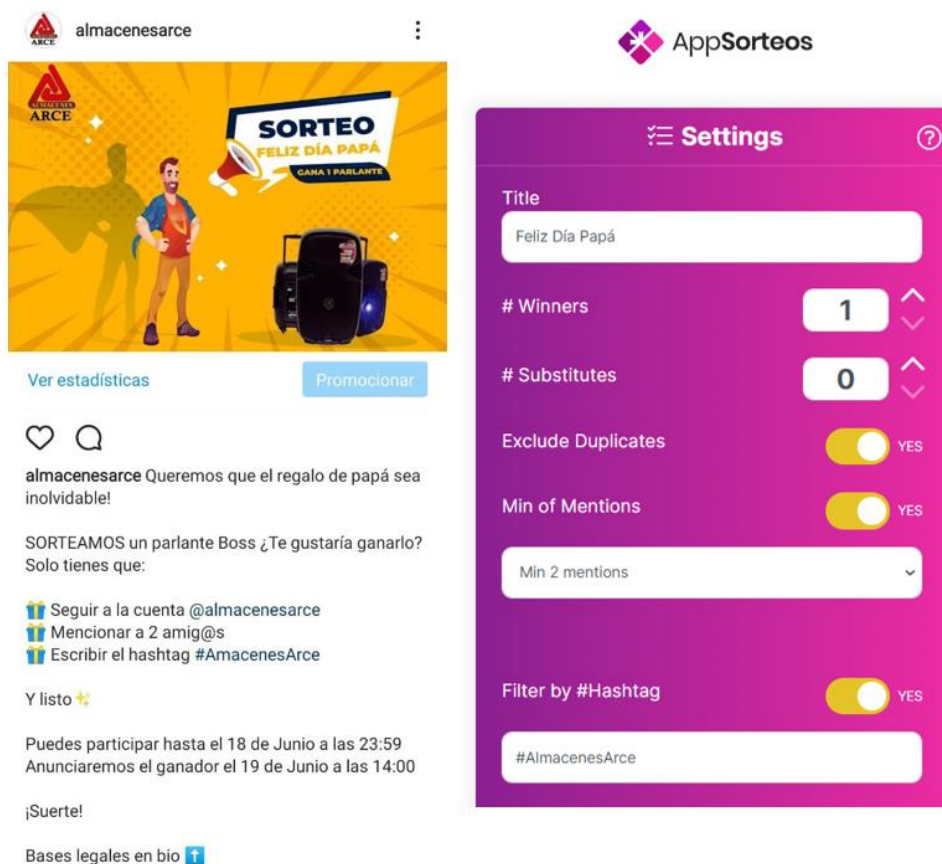 almacenesarce
ALMACENES
ARCE
SORTEO
FELIZ DÍA PAPÁ
GANA 1 PARLANTE
Ver estadísticas
Promocionar
almacenesarce Queremos que el regalo de papá sea
inolvidable!
SORTEAMOS un parlante Boss ¿Te gustaría ganarlo?
Solo tienes que:
🎁 Seguir a la cuenta @almacenesarce
🎁 Mencionar a 2 amig@s
🎁 Escribir el hashtag #AmacenesArce
Y listo✨
Puedes participar hasta el 18 de Junio a las 23:59
Anunciaremos el ganador el 19 de Junio a las 14:00
¡Suerte!
Bases legales en bio ⬆️
AppSorteos
Settings
Title
Feliz Día Papá
# Winners
1
# Substitutes
0
Exclude Duplicates
YES
Min of Mentions
YES
Min 2 mentions
Filter by #Hashtag
YES
#AlmacenesArce